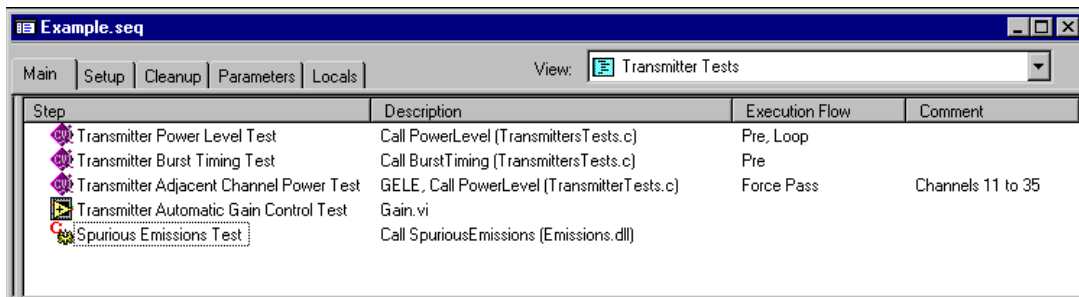 Example.seq
Main Setup Cleanup Parameters Locals View: Transmitter Tests
Step Description Execution Flow Comment
CVI Transmitter Power Level Test Call PowerLevel (TransmittersTests.c) Pre, Loop
CVI Transmitter Burst Timing Test Call BurstTiming (TransmittersTests.c) Pre
CVI Transmitter Adjacent Channel Power Test GELE, Call PowerLevel (TransmitterTests.c) Force Pass Channels 11 to 35
Transmitter Automatic Gain Control Test Gain.vi
C Spurious Emissions Test Call SpuriousEmissions (Emissions.dll)